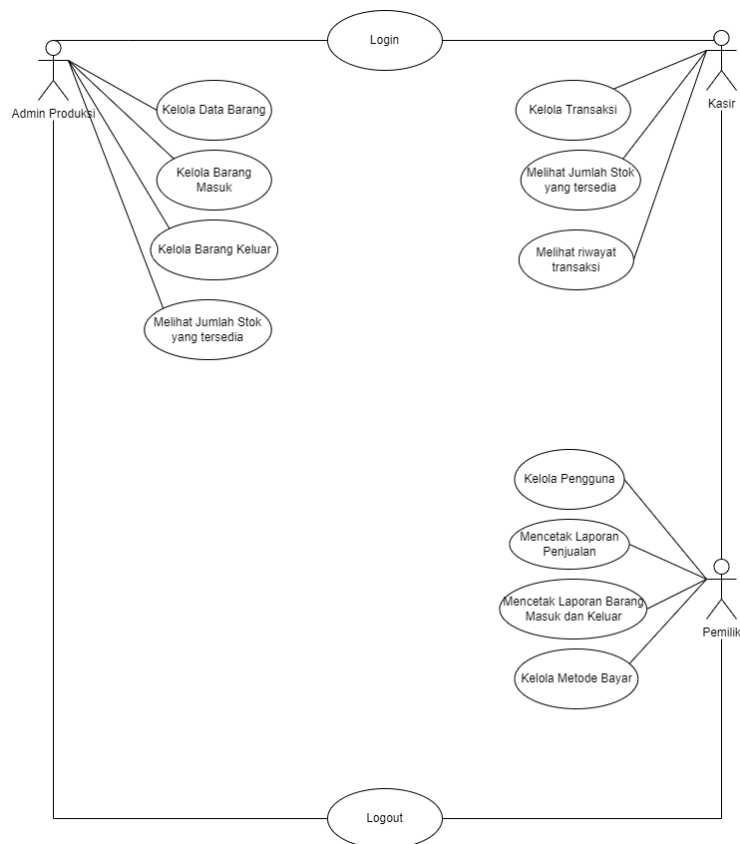 Login
Admin Produksi
Kasir
Kelola Data Barang
Kelola Transaksi
Kelola Barang
Masuk
Melihat Jumlah Stok
yang tersedia
Kelola Barang Keluar
Melihat riwayat
transaksi
Melihat Jumlah Stok
yang tersedia
Kelola Pengguna
Mencetak Laporan
Penjualan
Mencetak Laporan Barang
Masuk dan Keluar
Pemilik
Kelola Metode Bayar
Logout